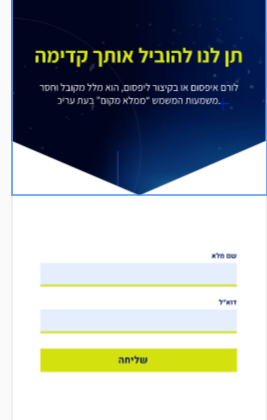 תן לנו להוביל אותך קדימה
לורם איפסום או בקיצור ליפסום, הוא מלל מקובל וחסר
.משמעות המשמש "ממלא מקום" בעת עריכ
שם מלא
דוא"ל
שליחה